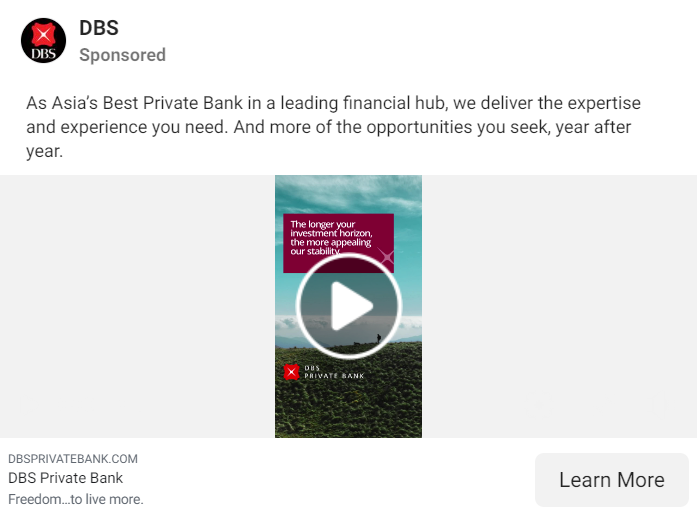 DBS
DBS
Sponsored
As Asia’s Best Private Bank in a leading financial hub, we deliver the expertise
and experience you need. And more of the opportunities you seek, year after
year.
The longer your
investment horizon,
the more appealing
our stability
DBS
PRIVATE BANK
DBSPRIVATEBANK.COM
DBS Private Bank
Freedom...to live more.
Learn More